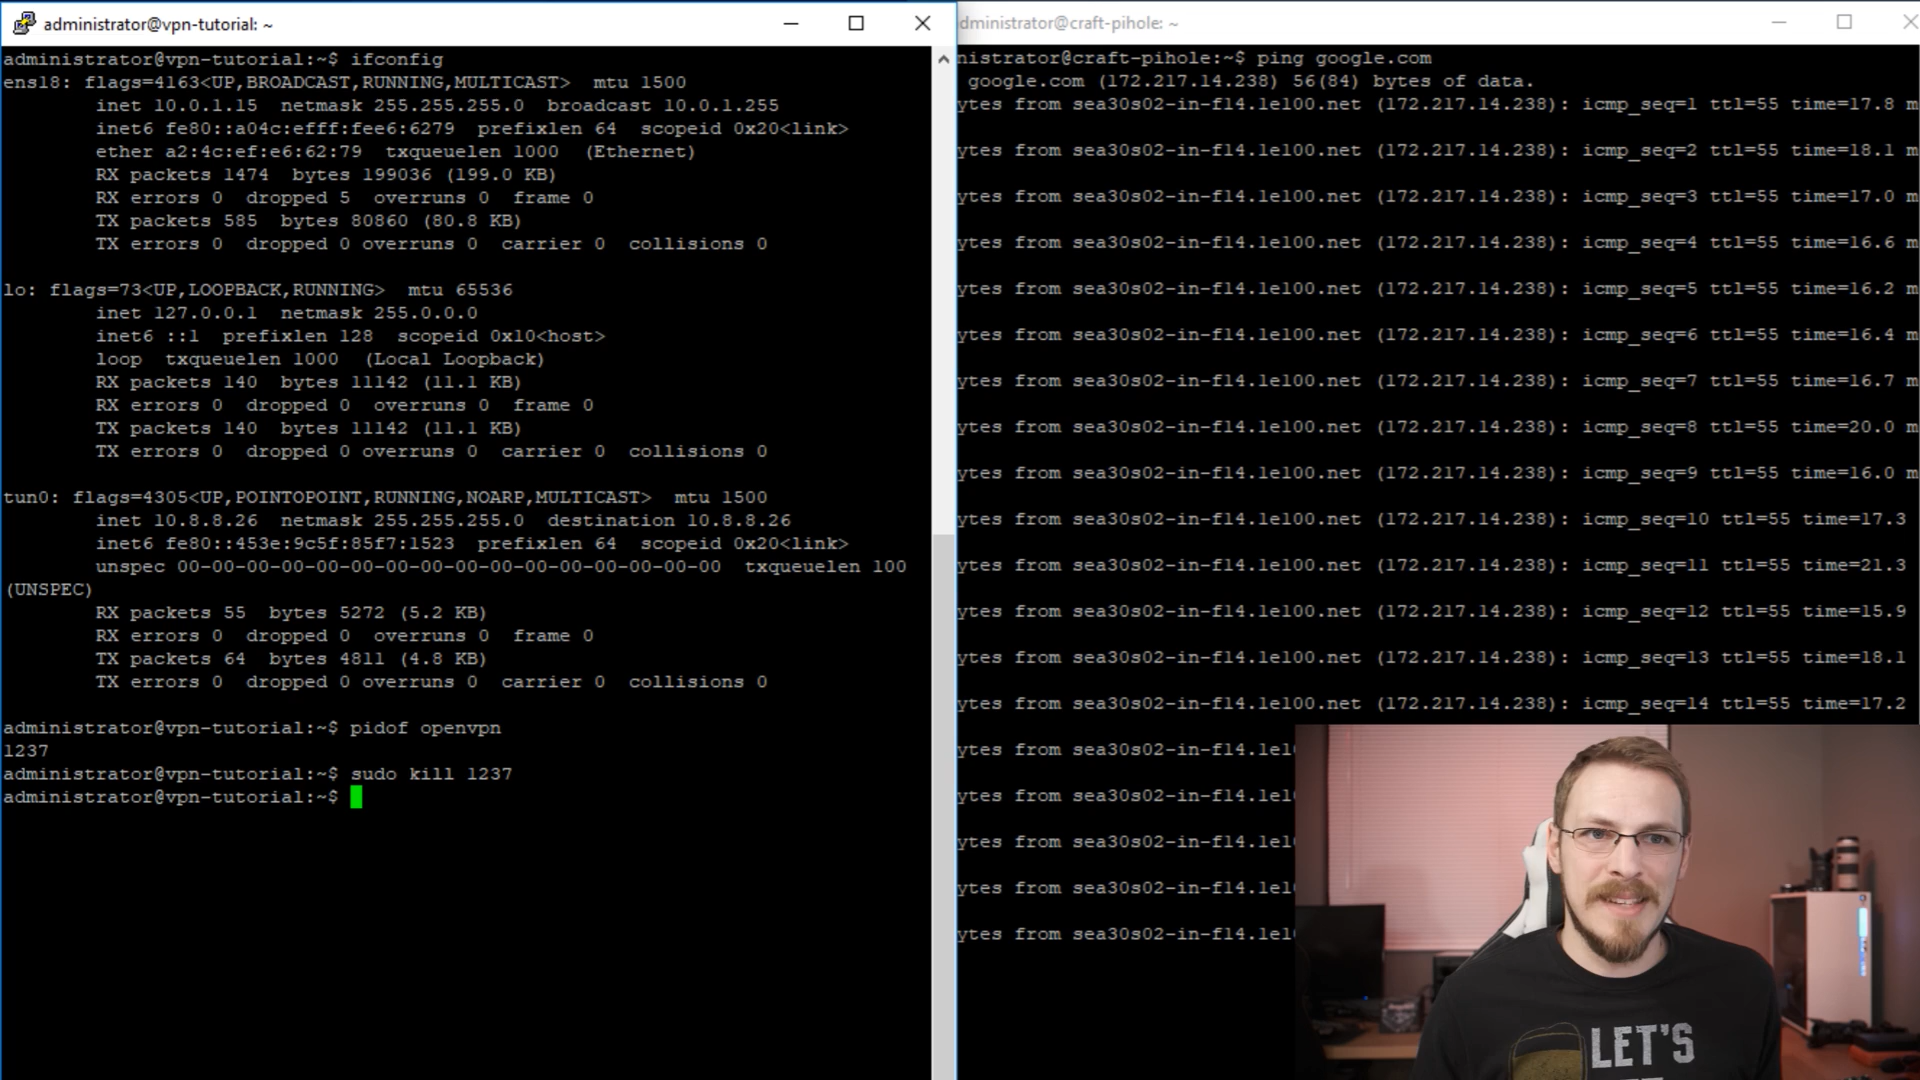 administrator@vpn-tutorial: ~
administrator@vpn-tutorial:~$ ifconfig
ens18: flags=4163<UP,BROADCAST,RUNNING,MULTICAST>  mtu 1500
inet 10.0.1.15  netmask 255.255.255.0  broadcast 10.0.1.255
inet6 fe80::a04c:efff:fee6:6279  prefixlen 64  scopeid 0x20<link>
ether a2:4c:ef:e6:62:79  txqueuelen 1000  (Ethernet)
RX packets 1474  bytes 199036 (199.0 KB)
RX errors 0  dropped 5  overruns 0  frame 0
TX packets 585  bytes 80860 (80.8 KB)
TX errors 0  dropped 0 overruns 0  carrier 0  collisions 0
lo: flags=73<UP,LOOPBACK,RUNNING>  mtu 65536
inet 127.0.0.1  netmask 255.0.0.0
inet6 ::1  prefixlen 128  scopeid 0x10<host>
loop  txqueuelen 1000  (Local Loopback)
RX packets 140  bytes 11142 (11.1 KB)
RX errors 0  dropped 0  overruns 0  frame 0
TX packets 140  bytes 11142 (11.1 KB)
TX errors 0  dropped 0 overruns 0  carrier 0  collisions 0
tun0: flags=4305<UP,POINTOPOINT,RUNNING,NOARP,MULTICAST>  mtu 1500
inet 10.8.8.26  netmask 255.255.255.0  destination 10.8.8.26
inet6 fe80::453e:9c5f:85f7:1523  prefixlen 64  scopeid 0x20<link>
unspec 00-00-00-00-00-00-00-00-00-00-00-00-00-00-00-00  txqueuelen 100
(UNSPEC)
RX packets 55  bytes 5272 (5.2 KB)
RX errors 0  dropped 0  overruns 0  frame 0
TX packets 64  bytes 4811 (4.8 KB)
TX errors 0  dropped 0 overruns 0  carrier 0  collisions 0
administrator@vpn-tutorial:~$ pidof openvpn
1237
administrator@vpn-tutorial:~$ sudo kill 1237
administrator@vpn-tutorial:~$
dministrator@craft-pihole: ~
nistrator@craft-pihole:~$ ping google.com
google.com (172.217.14.238) 56(84) bytes of data.
ytes from sea30s02-in-f14.1e100.net (172.217.14.238): icmp_seq=1 ttl=55 time=17.8 m
ytes from sea30s02-in-f14.1e100.net (172.217.14.238): icmp_seq=2 ttl=55 time=18.1 m
ytes from sea30s02-in-f14.1e100.net (172.217.14.238): icmp_seq=3 ttl=55 time=17.0 m
ytes from sea30s02-in-f14.1e100.net (172.217.14.238): icmp_seq=4 ttl=55 time=16.6 m
ytes from sea30s02-in-f14.1e100.net (172.217.14.238): icmp_seq=5 ttl=55 time=16.2 m
ytes from sea30s02-in-f14.1e100.net (172.217.14.238): icmp_seq=6 ttl=55 time=16.4 m
ytes from sea30s02-in-f14.1e100.net (172.217.14.238): icmp_seq=7 ttl=55 time=16.7 m
ytes from sea30s02-in-f14.1e100.net (172.217.14.238): icmp_seq=8 ttl=55 time=20.0 m
ytes from sea30s02-in-f14.1e100.net (172.217.14.238): icmp_seq=9 ttl=55 time=16.0 m
ytes from sea30s02-in-f14.1e100.net (172.217.14.238): icmp_seq=10 ttl=55 time=17.3
ytes from sea30s02-in-f14.1e100.net (172.217.14.238): icmp_seq=11 ttl=55 time=21.3
ytes from sea30s02-in-f14.1e100.net (172.217.14.238): icmp_seq=12 ttl=55 time=15.9
ytes from sea30s02-in-f14.1e100.net (172.217.14.238): icmp_seq=13 ttl=55 time=18.1
ytes from sea30s02-in-f14.1e100.net (172.217.14.238): icmp_seq=14 ttl=55 time=17.2
ytes from sea30s02-in-f14.1e1
ytes from sea30s02-in-f14.1e1
ytes from sea30s02-in-f14.1e1
ytes from sea30s02-in-f14.1e1
ytes from sea30s02-in-f14.1e1
LET'S